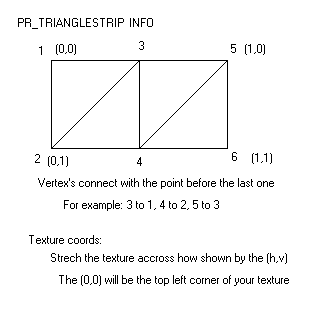 PR_TRIANGLESTRIP INFO
1 (0,0) 3 5 (1,0)
2 (0,1) 4 6 (1,1)
Vertex's connect with the point before the last one
For example: 3 to 1, 4 to 2, 5 to 3
Texture coords:
Strech the texture accross how shown by the (h,v)
The (0,0) will be the top left corner of your texture